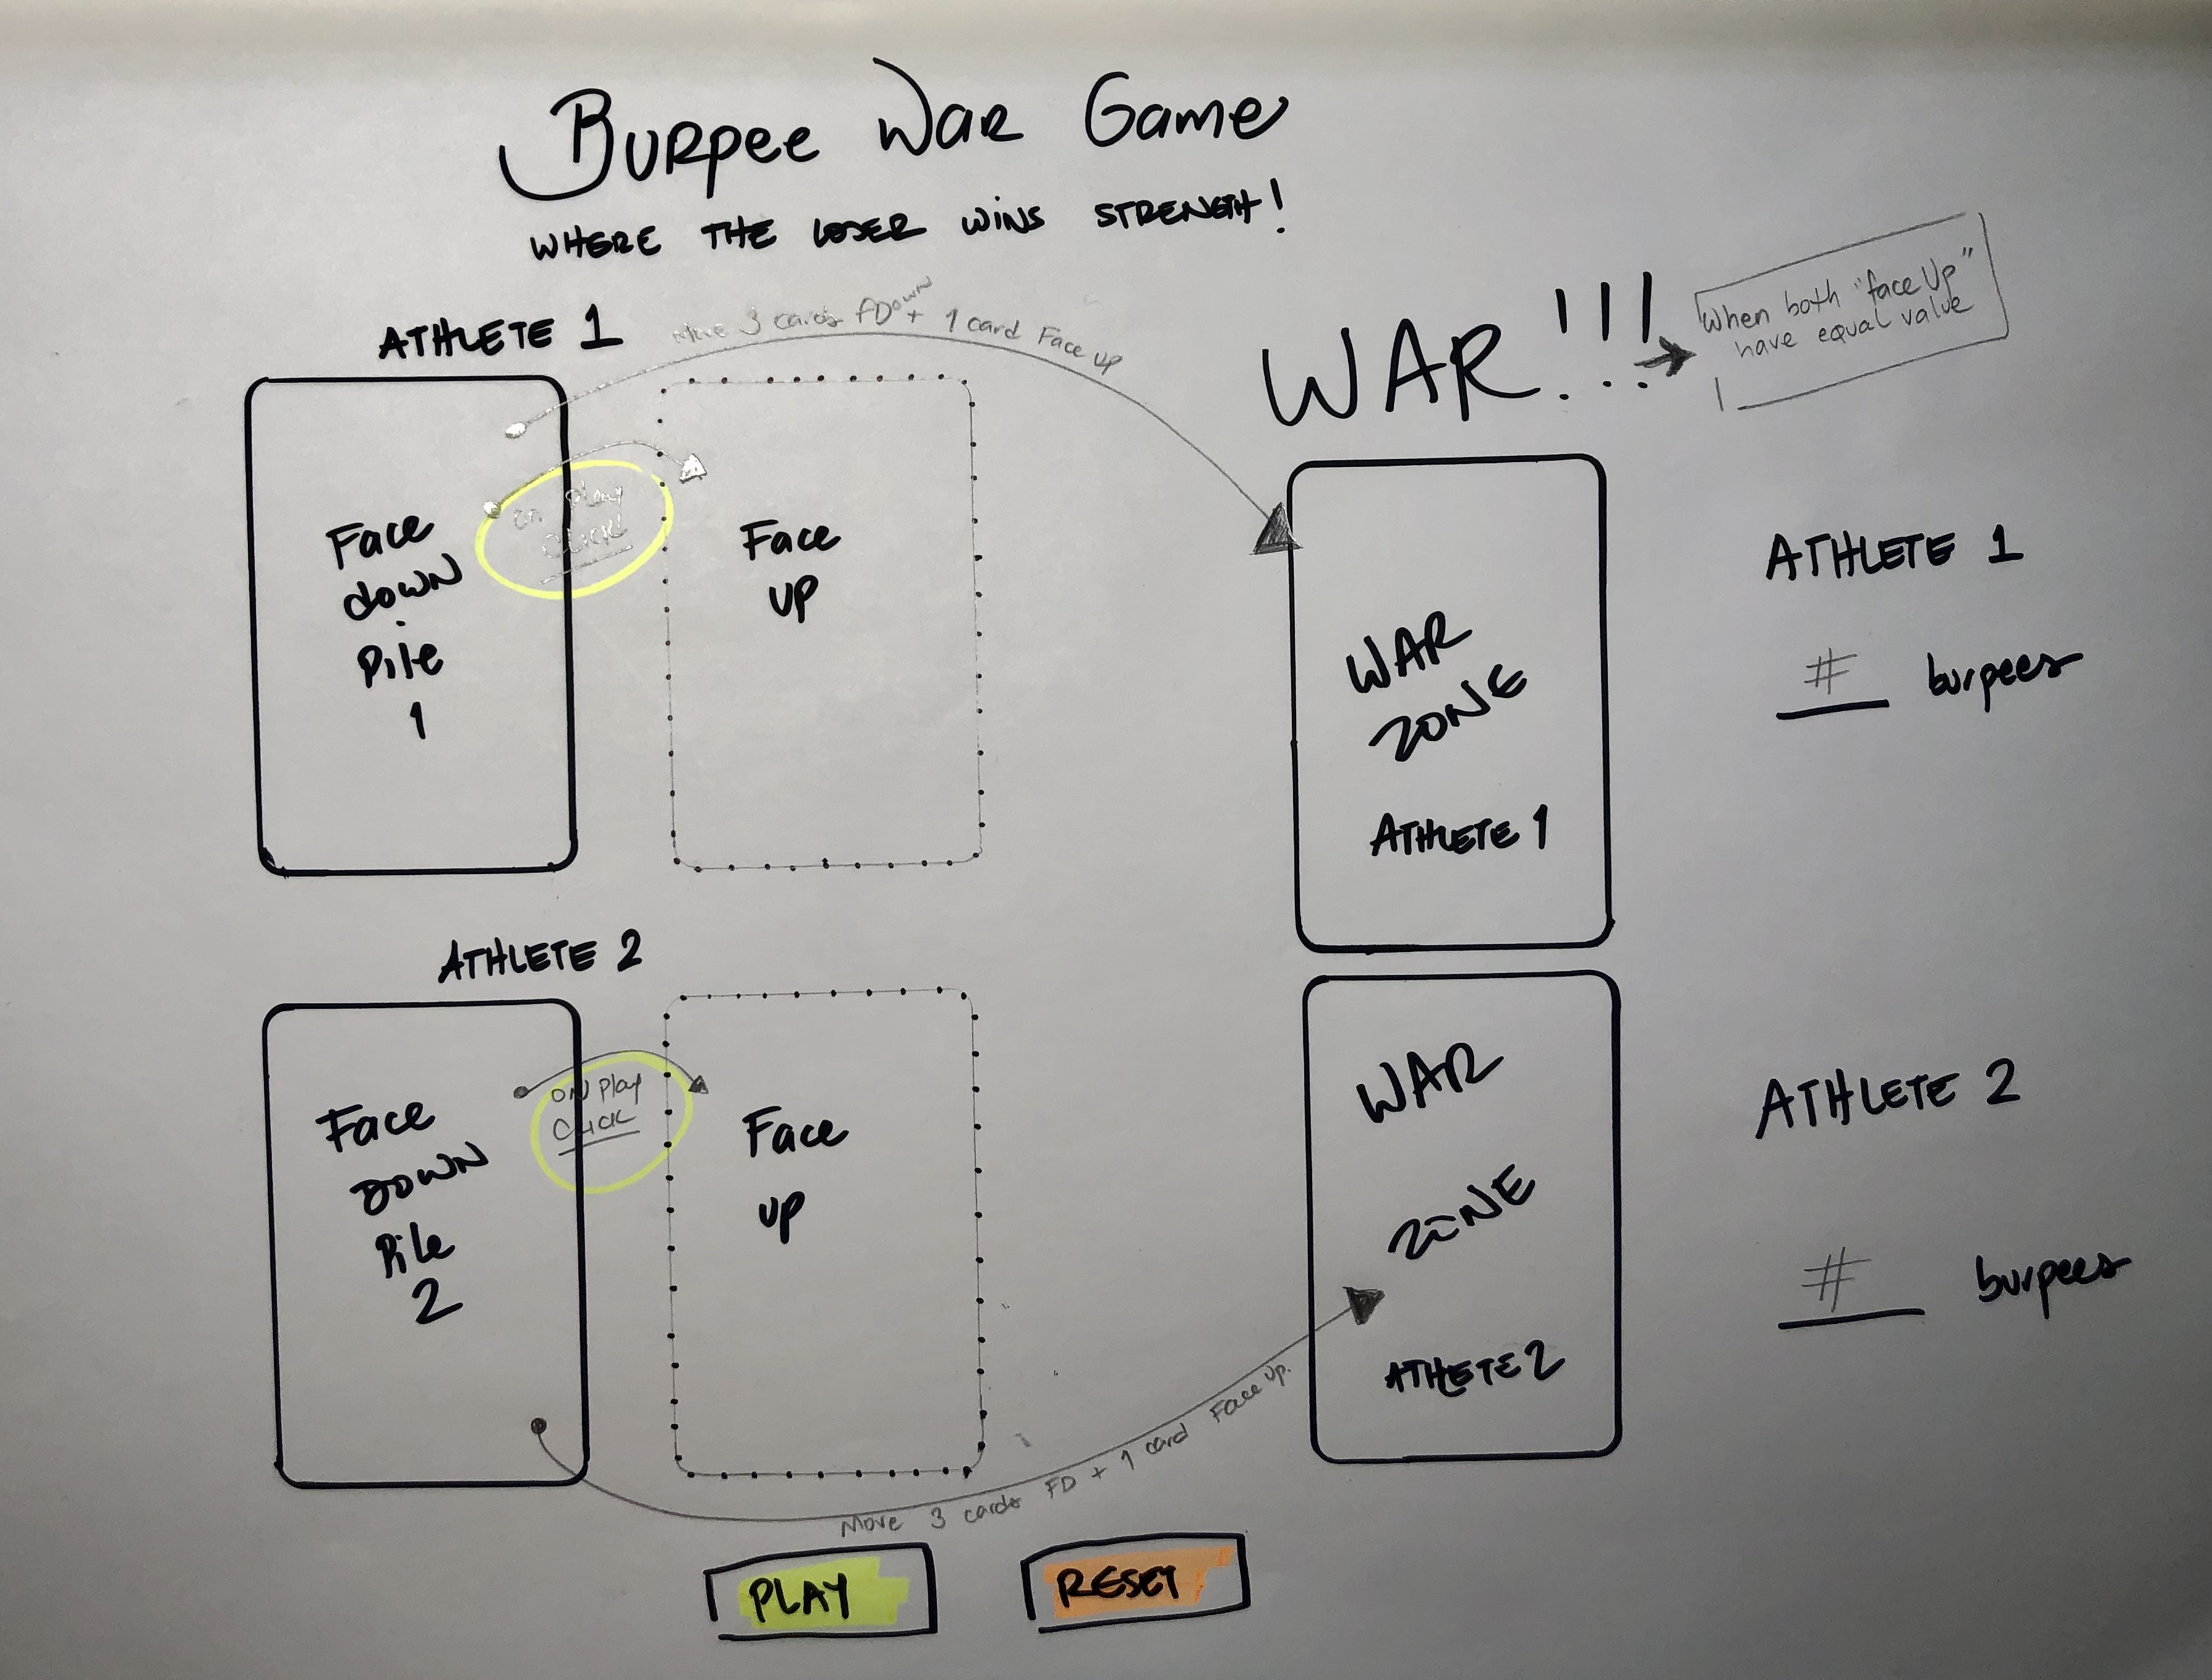 Burpee War Game
WHERE THE LOSER WINS STRENGTH!
ATHLETE 1
Move 3 cards FDOWN + 1 card Face up
WAR!!!
When both "face Up"
have equal value
Face
down
Pile
1
on play
CLICK!
Face
UP
WAR
ZONE
ATHLETE 1
ATHLETE 1
# burpees
ATHLETE 2
Face
DOWN
Pile
2
ON play
CLICK
Face
UP
WAR
ZONE
ATHLETE 2
ATHLETE 2
# burpees
Move 3 cards FD + 1 card Face Up.
PLAY
RESET